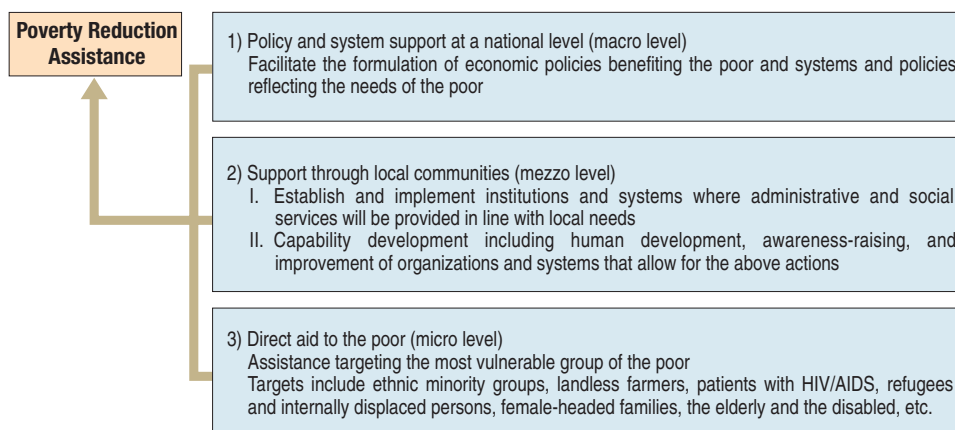 Poverty Reduction
Assistance
1) Policy and system support at a national level (macro level)
Facilitate the formulation of economic policies benefiting the poor and systems and policies
reflecting the needs of the poor
2) Support through local communities (mezzo level)
I. Establish and implement institutions and systems where administrative and social
services will be provided in line with local needs
II. Capability development including human development, awareness-raising, and
improvement of organizations and systems that allow for the above actions
3) Direct aid to the poor (micro level)
Assistance targeting the most vulnerable group of the poor
Targets include ethnic minority groups, landless farmers, patients with HIV/AIDS, refugees
and internally displaced persons, female-headed families, the elderly and the disabled, etc.